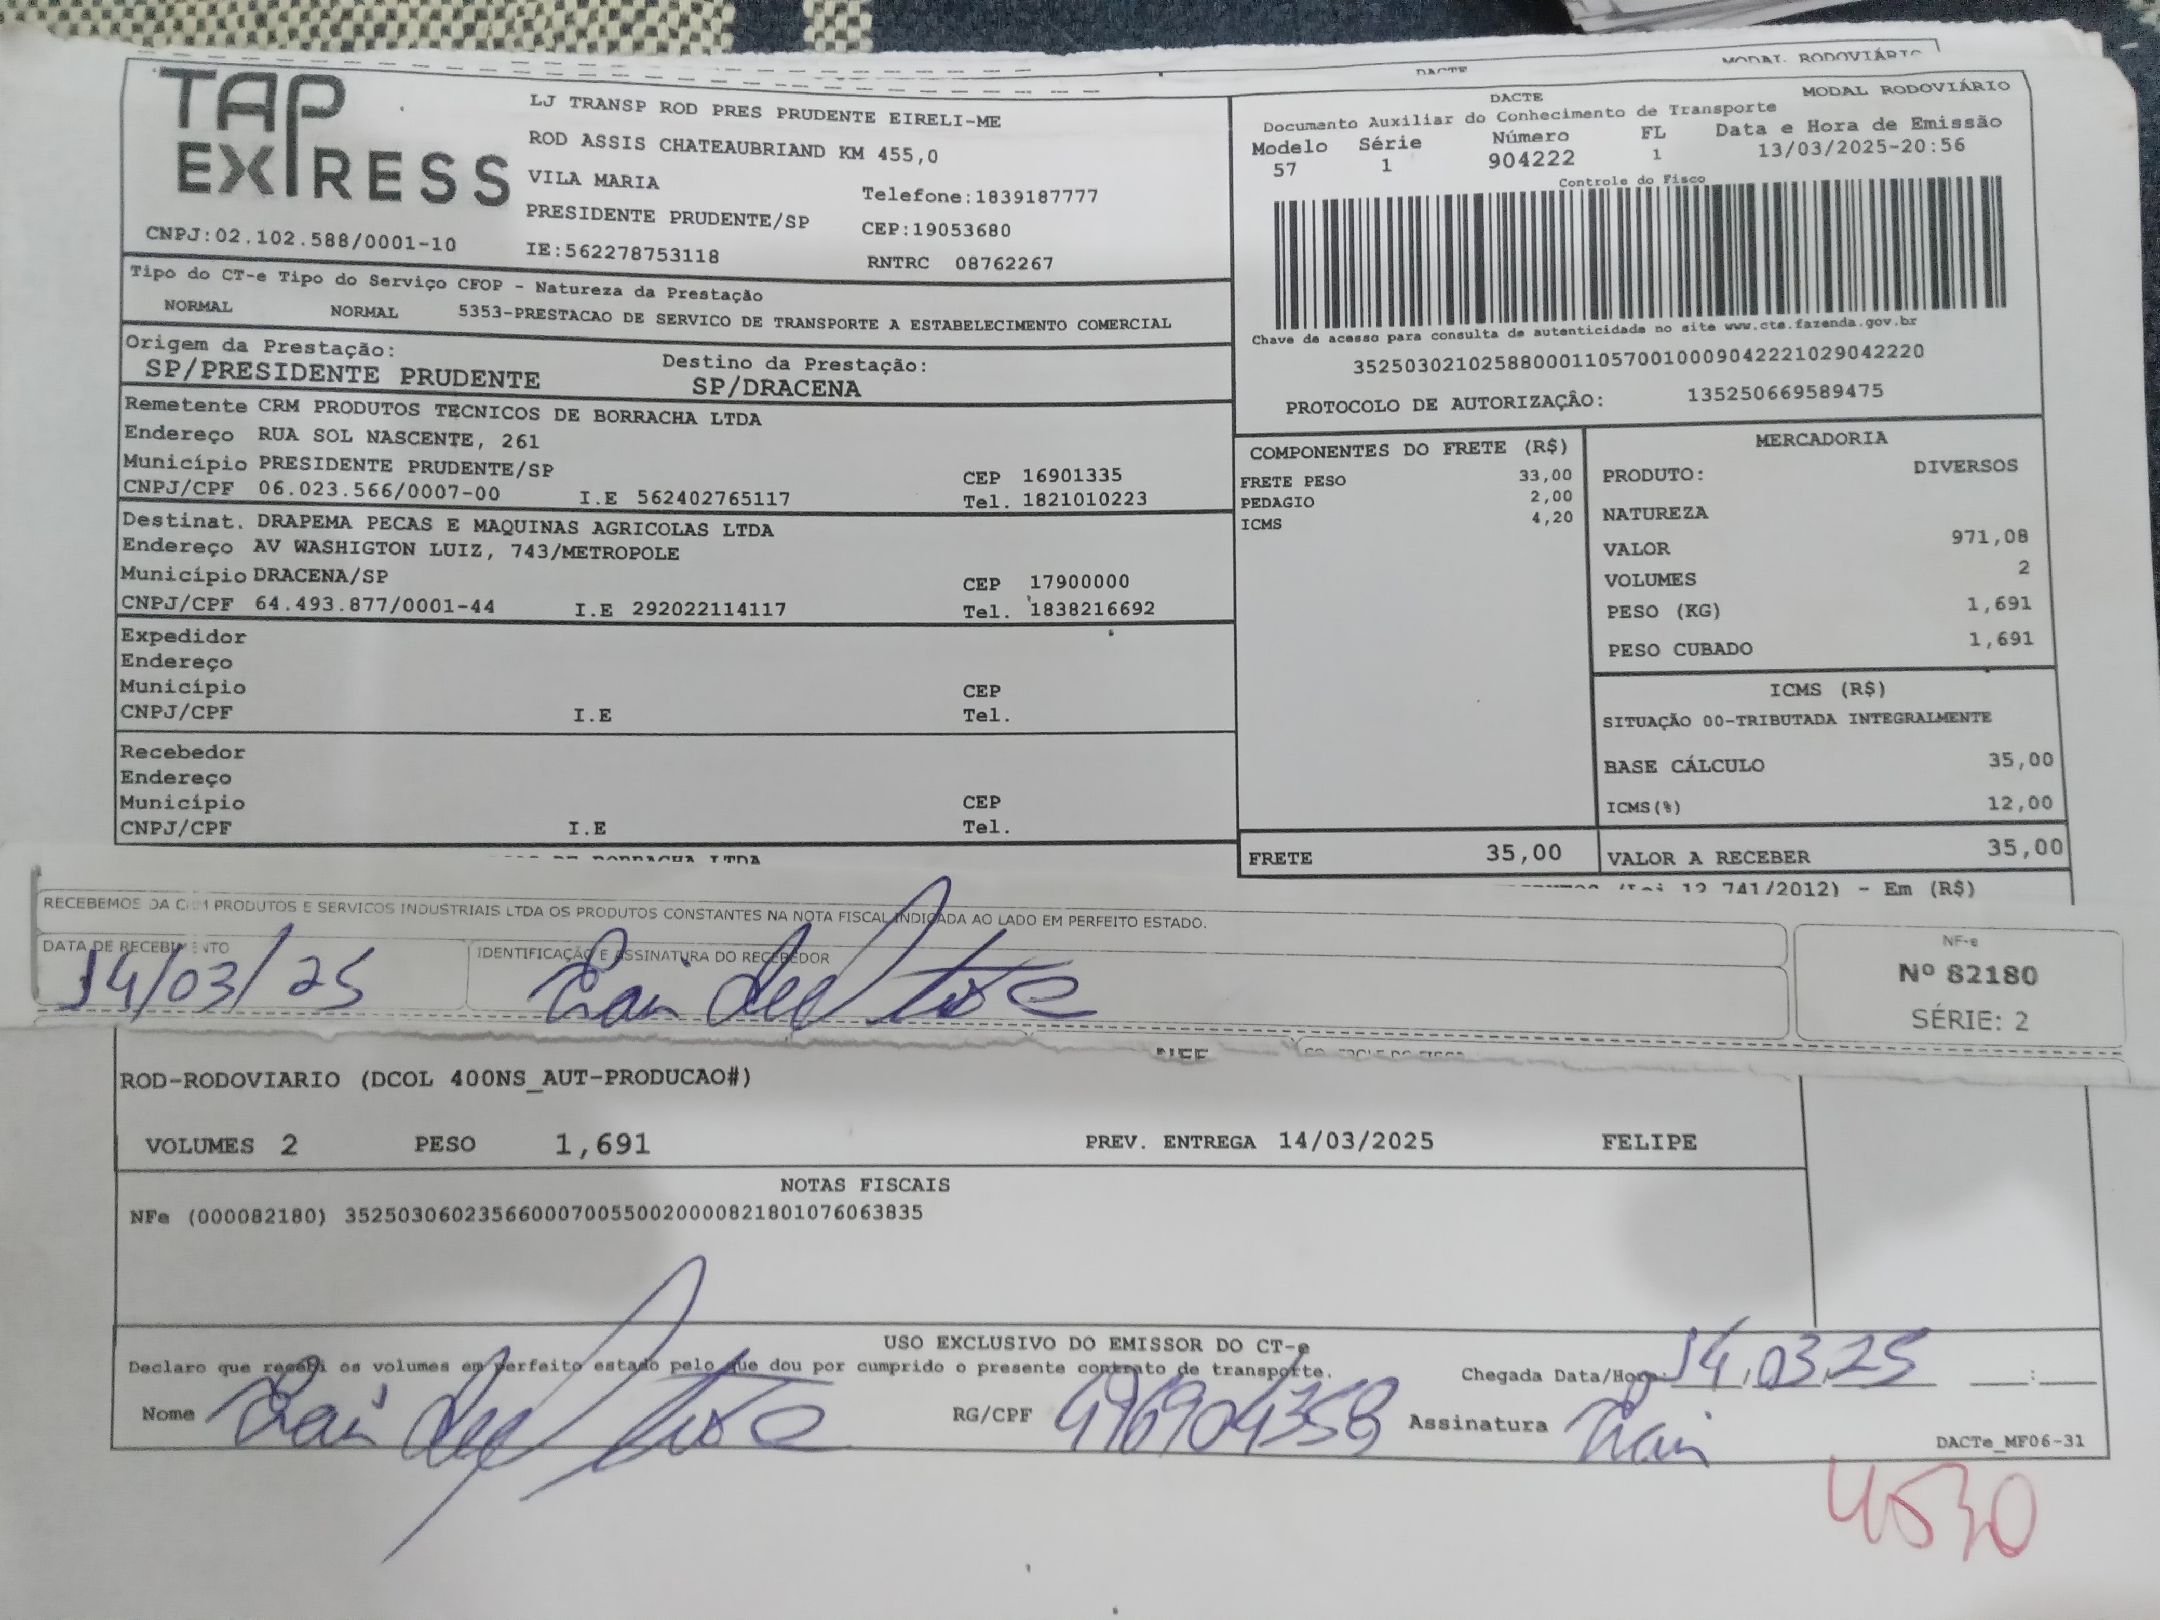 DACTE MODAL RODOVIÁRIO
TAP EXPRESS
CNPJ:02.102.588/0001-10
LJ TRANSP ROD PRES PRUDENTE EIRELI-ME
ROD ASSIS CHATEAUBRIAND KM 455,0
VILA MARIA Telefone:1839187777
PRESIDENTE PRUDENTE/SP CEP:19053680
IE:562278753118 RNTRC 08762267
DACTE MODAL RODOVIÁRIO
Documento Auxiliar do Conhecimento de Transporte
Modelo Série Número FL Data e Hora de Emissão
57 1 904222 1 13/03/2025-20:56
Controle do Fisco
Chave de acesso para consulta de autenticidade no site www.cte.fazenda.gov.br
35250302102588000110570010009042221029042220
PROTOCOLO DE AUTORIZAÇÃO: 135250669589475
Tipo do CT-e Tipo do Serviço CFOP - Natureza da Prestação
NORMAL NORMAL 5353-PRESTACAO DE SERVICO DE TRANSPORTE A ESTABELECIMENTO COMERCIAL
Origem da Prestação: Destino da Prestação:
SP/PRESIDENTE PRUDENTE SP/DRACENA
Remetente CRM PRODUTOS TECNICOS DE BORRACHA LTDA
Endereço RUA SOL NASCENTE, 261
Município PRESIDENTE PRUDENTE/SP CEP 16901335
CNPJ/CPF 06.023.566/0007-00 I.E 562402765117 Tel. 1821010223
Destinat. DRAPEMA PECAS E MAQUINAS AGRICOLAS LTDA
Endereço AV WASHIGTON LUIZ, 743/METROPOLE
Município DRACENA/SP CEP 17900000
CNPJ/CPF 64.493.877/0001-44 I.E 292022114117 Tel. 1838216692
Expedidor
Endereço
Município CEP
CNPJ/CPF I.E Tel.
Recebedor
Endereço
Município CEP
CNPJ/CPF I.E Tel.
COMPONENTES DO FRETE (R$)
FRETE PESO 33,00
PEDAGIO 2,00
ICMS 4,20
FRETE 35,00
MERCADORIA
PRODUTO: DIVERSOS
NATUREZA
VALOR 971,08
VOLUMES 2
PESO (KG) 1,691
PESO CUBADO 1,691
ICMS (R$)
SITUAÇÃO 00-TRIBUTADA INTEGRALMENTE
BASE CÁLCULO 35,00
ICMS(%) 12,00
VALOR A RECEBER 35,00
DE BORRACHA LTDA (Lei 12 741/2012) - Em (R$)
RECEBEMOS DA CRM PRODUTOS E SERVICOS INDUSTRIAIS LTDA OS PRODUTOS CONSTANTES NA NOTA FISCAL INDICADA AO LADO EM PERFEITO ESTADO.
DATA DE RECEBIMENTO IDENTIFICAÇÃO E ASSINATURA DO RECEBEDOR
14/03/25
NF-e
Nº 82180
SÉRIE: 2
ROD-RODOVIARIO (DCOL 400NS_AUT-PRODUCAO#)
VOLUMES 2 PESO 1,691 PREV. ENTREGA 14/03/2025 FELIPE
NOTAS FISCAIS
NFe (000082180) 35250306023566000700550020000821801076063835
USO EXCLUSIVO DO EMISSOR DO CT-e
Declaro que recebi os volumes em perfeito estado pelo que dou por cumprido o presente contrato de transporte. Chegada Data/Hora: 14,03,25 __:__
Nome RG/CPF 496904358 Assinatura
DACTe_MF06-31
4530